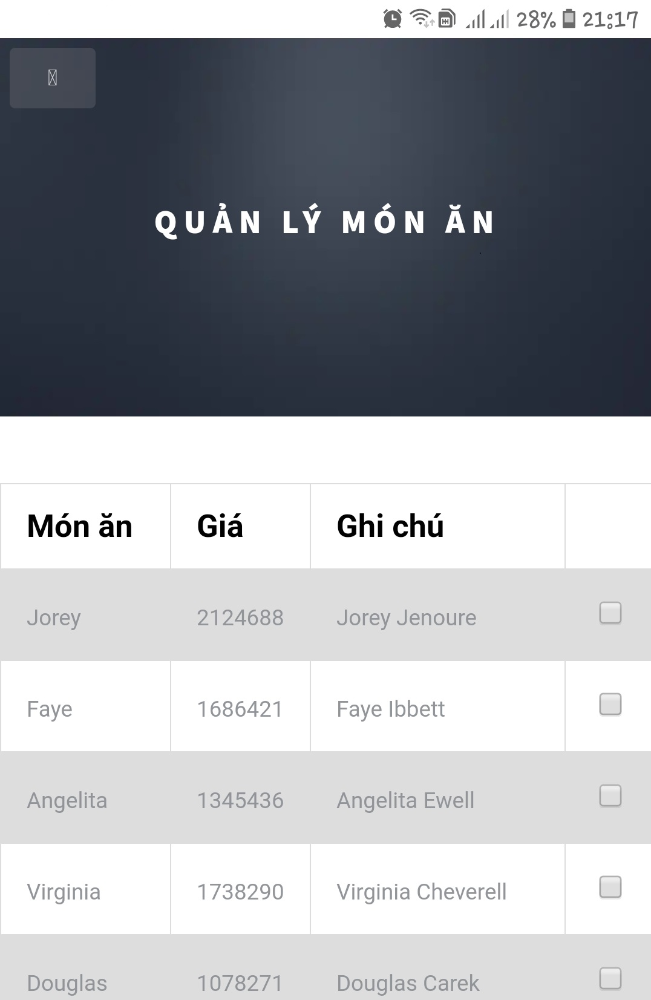 28% 21:17
QUẢN LÝ MÓN ĂN
Món ăn Giá Ghi chú
Jorey 2124688 Jorey Jenoure
Faye 1686421 Faye Ibbett
Angelita 1345436 Angelita Ewell
Virginia 1738290 Virginia Cheverell
Douglas 1078271 Douglas Carek